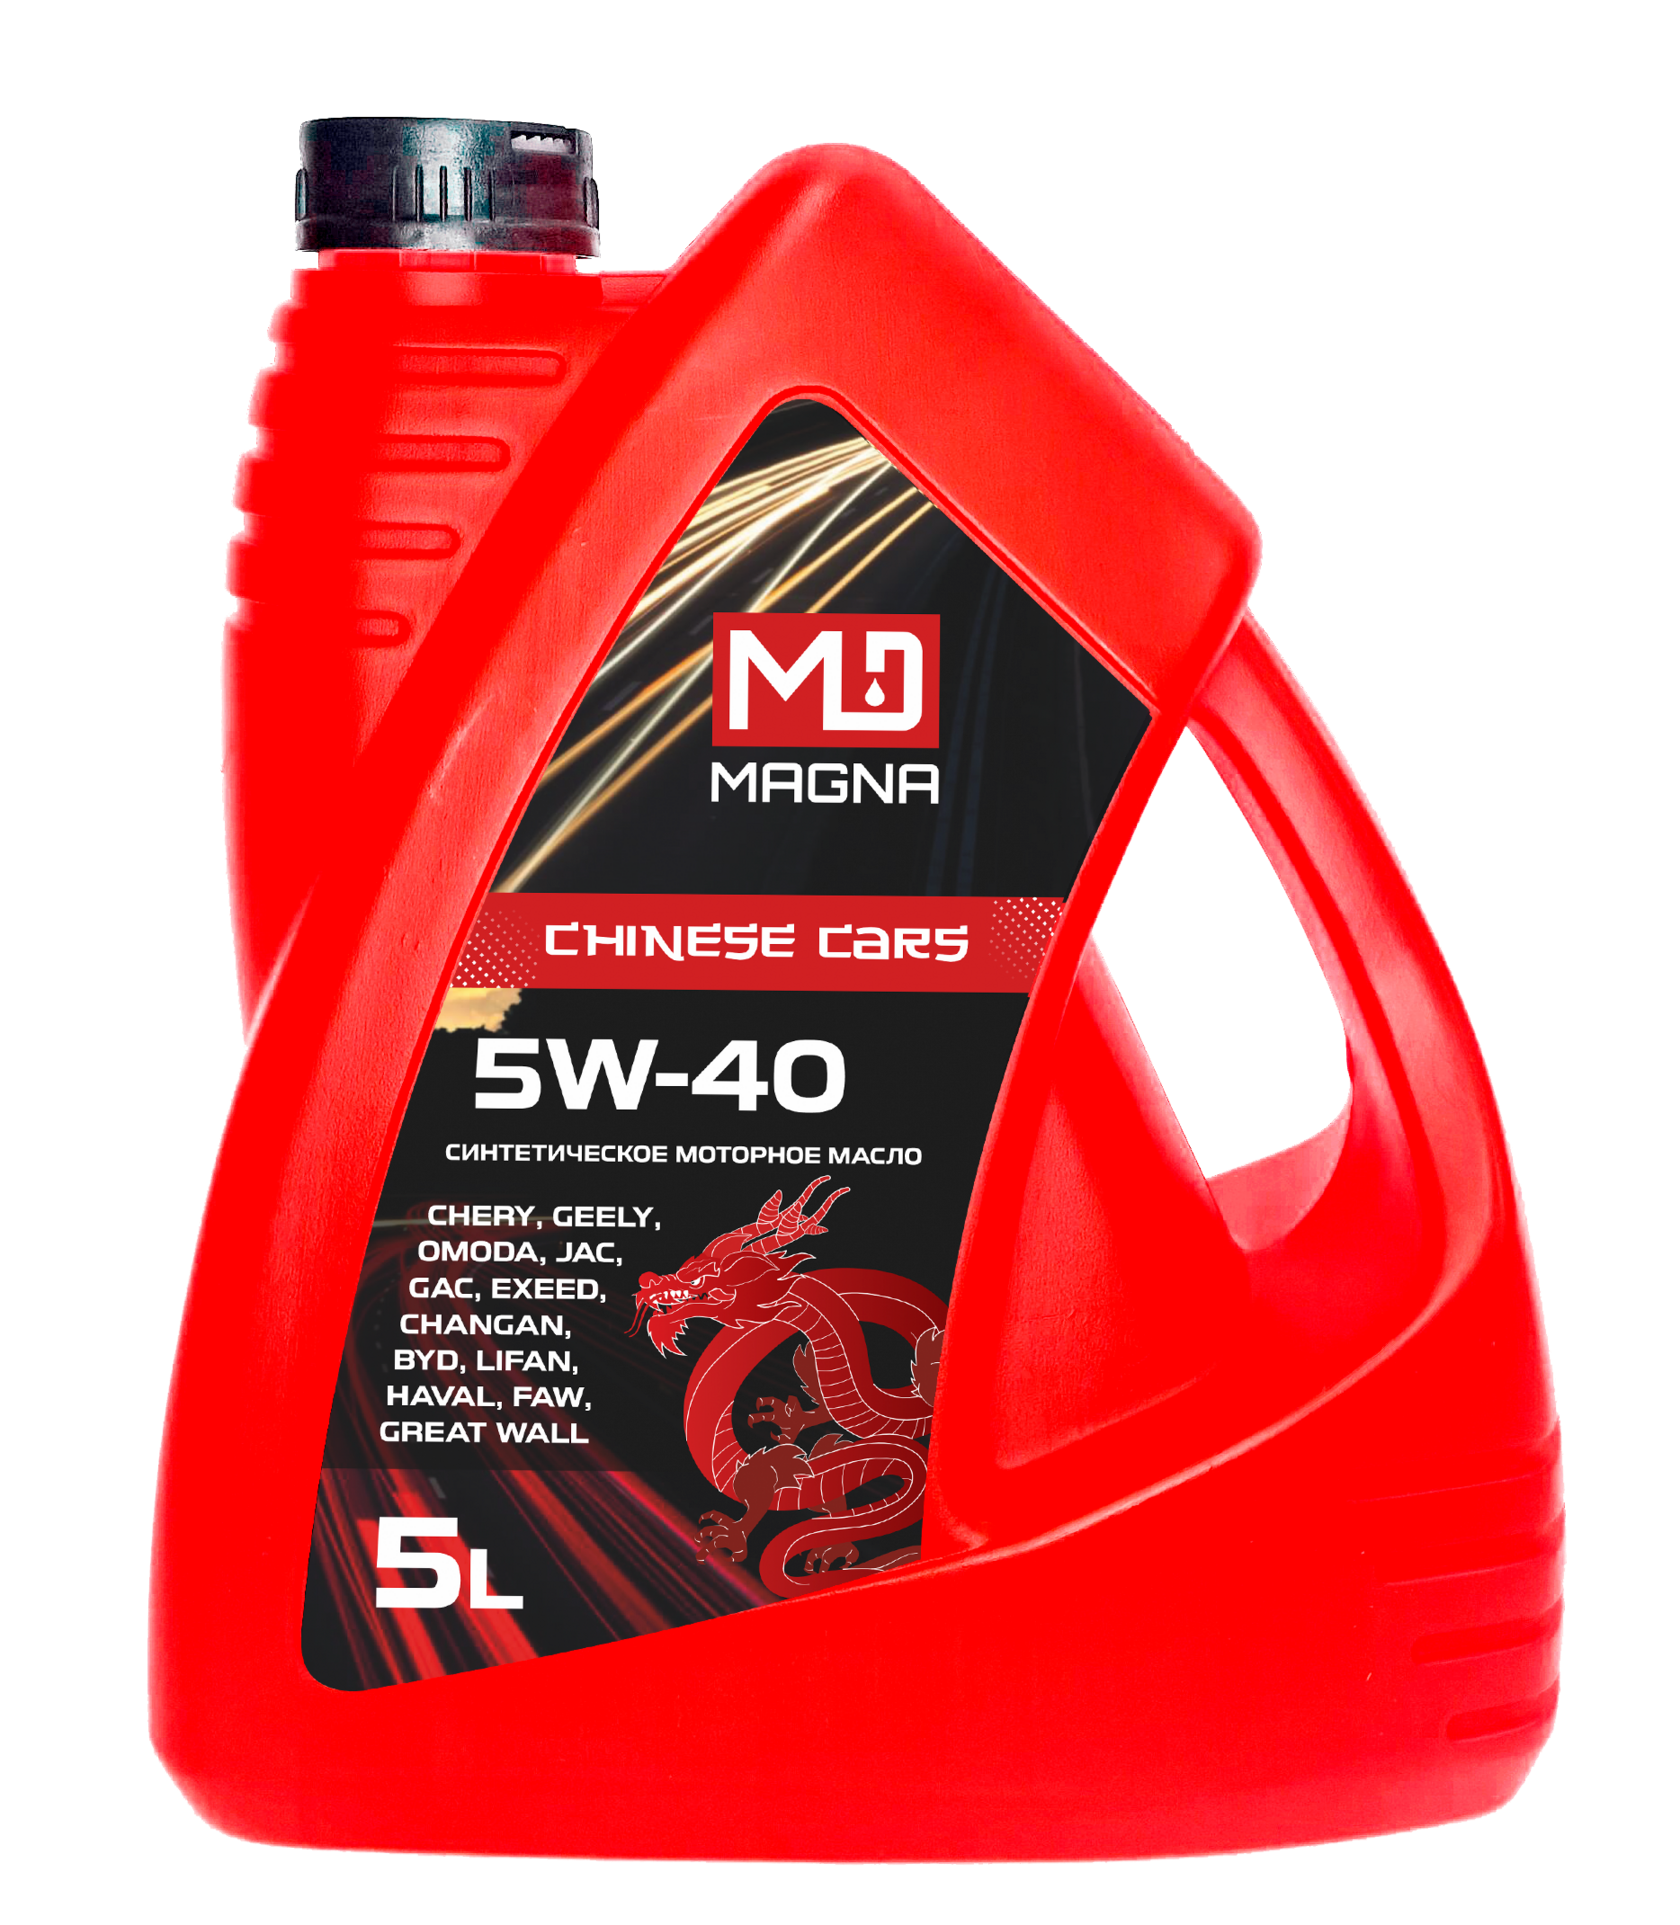 MD
MAGNA
CHINESE CARS
5W-40
СИНТЕТИЧЕСКОЕ МОТОРНОЕ МАСЛО
CHERY, GEELY,
OMODA, JAC,
GAC, EXEED,
CHANGAN,
BYD, LIFAN,
HAVAL, FAW,
GREAT WALL
5L